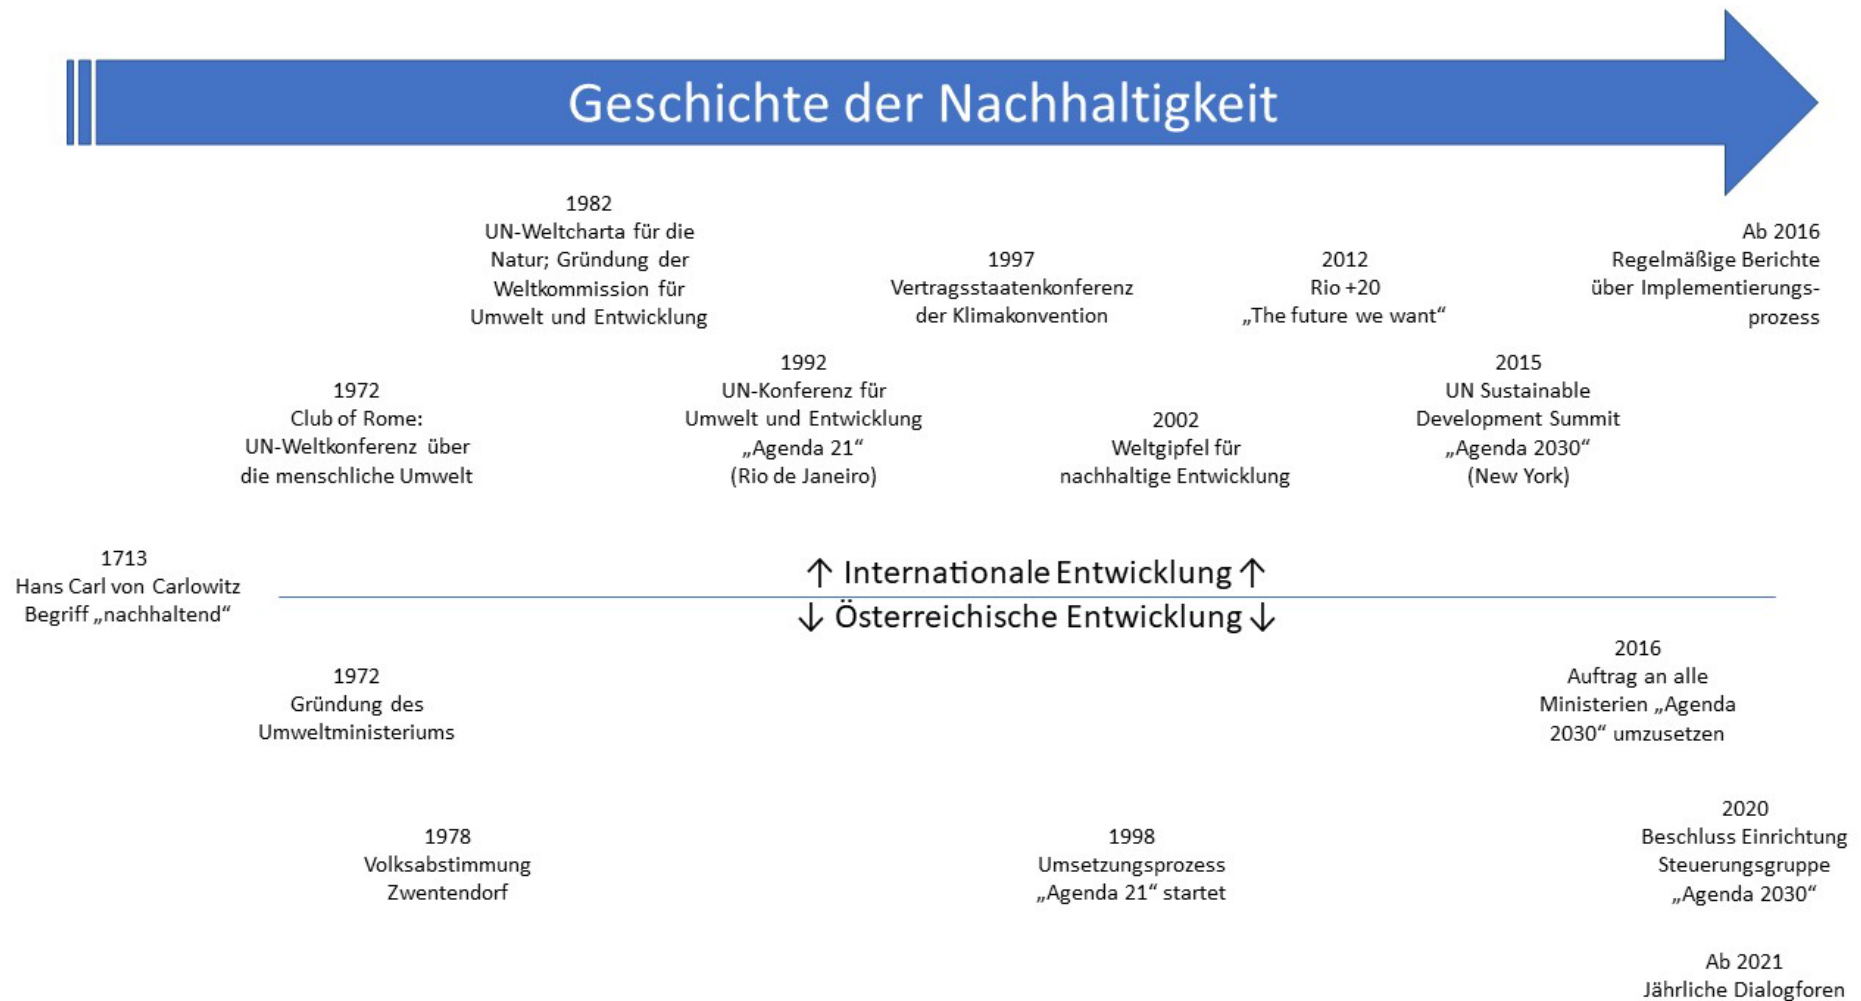 Geschichte der Nachhaltigkeit
1982
UN-Weltcharta für die
Natur; Gründung der
Weltkommission für
Umwelt und Entwicklung
1997
Vertragsstaatenkonferenz
der Klimakonvention
2012
Rio +20
„The future we want“
Ab 2016
Regelmäßige Berichte
über Implementierungs-
prozess
1972
Club of Rome:
UN-Weltkonferenz über
die menschliche Umwelt
1992
UN-Konferenz für
Umwelt und Entwicklung
„Agenda 21“
(Rio de Janeiro)
2002
Weltgipfel für
nachhaltige Entwicklung
2015
UN Sustainable
Development Summit
„Agenda 2030“
(New York)
1713
Hans Carl von Carlowitz
Begriff „nachhaltend“
↑ Internationale Entwicklung ↑
↓ Österreichische Entwicklung ↓
1972
Gründung des
Umweltministeriums
2016
Auftrag an alle
Ministerien „Agenda
2030“ umzusetzen
1978
Volksabstimmung
Zwentendorf
1998
Umsetzungsprozess
„Agenda 21“ startet
2020
Beschluss Einrichtung
Steuerungsgruppe
„Agenda 2030“
Ab 2021
Jährliche Dialogforen